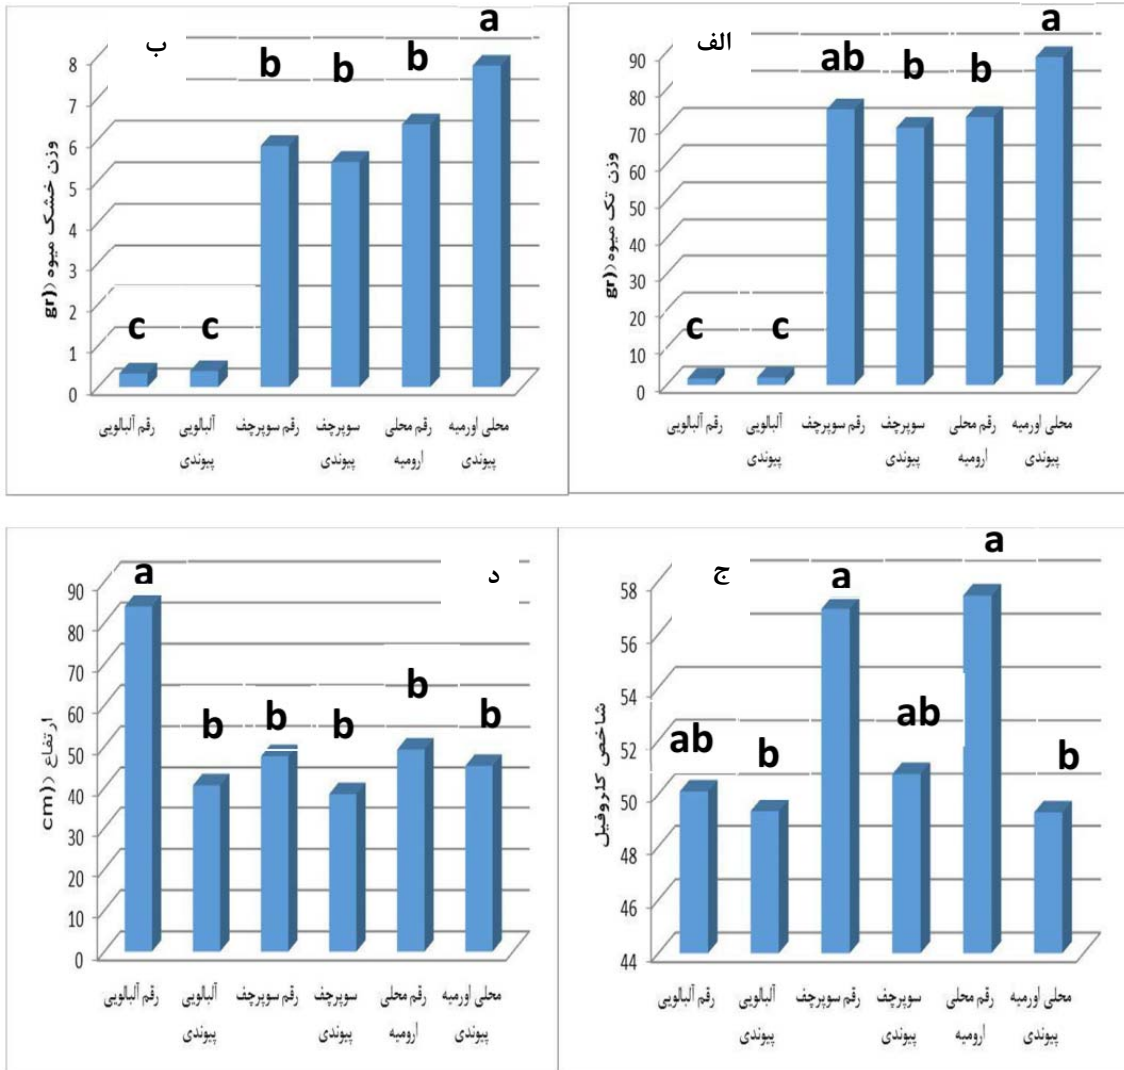 الف
a
ab
b
b
c
c
90
80
70
60
50
40
30
20
10
0
وزن تک میوه ((gr
رقم آلبالویی
آلبالویی پیوندی
رقم سوپرچف
سوپرچف پیوندی
رقم محلی ارومیه
محلی اورمیه پیوندی
ب
a
b
b
b
c
c
8
7
6
5
4
3
2
1
0
وزن خشک میوه ((gr
رقم آلبالویی
آلبالویی پیوندی
رقم سوپرچف
سوپرچف پیوندی
رقم محلی ارومیه
محلی اورمیه پیوندی
ج
a
a
ab
ab
b
b
58
56
54
52
50
48
46
44
شاخص کلروفیل
رقم آلبالویی
آلبالویی پیوندی
رقم سوپرچف
سوپرچف پیوندی
رقم محلی ارومیه
محلی اورمیه پیوندی
د
a
b
b
b
b
b
90
80
70
60
50
40
30
20
10
0
ارتفاع ((cm
رقم آلبالویی
آلبالویی پیوندی
رقم سوپرچف
سوپرچف پیوندی
رقم محلی ارومیه
محلی اورمیه پیوندی